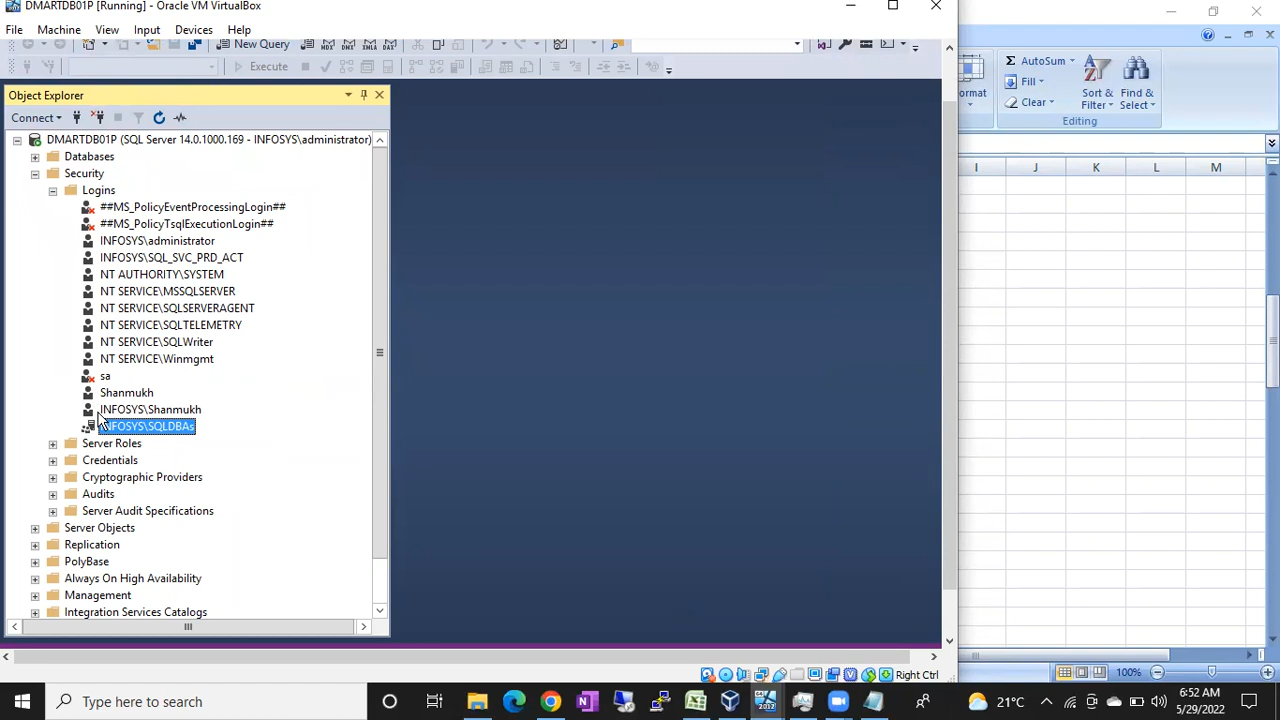 DMARTDB01P [Running] - Oracle VM VirtualBox
File Machine View Input Devices Help
New Query
Execute
AutoSum
Fill
Clear
Sort & Filter
Find & Select
Editing
Object Explorer
Connect
DMARTDB01P (SQL Server 14.0.1000.169 - INFOSYS\administrator)
Databases
Security
Logins
##MS_PolicyEventProcessingLogin##
##MS_PolicyTsqlExecutionLogin##
INFOSYS\administrator
INFOSYS\SQL_SVC_PRD_ACT
NT AUTHORITY\SYSTEM
NT SERVICE\MSSQLSERVER
NT SERVICE\SQLSERVERAGENT
NT SERVICE\SQLTELEMETRY
NT SERVICE\SQLWriter
NT SERVICE\Winmgmt
sa
Shanmukh
INFOSYS\Shanmukh
INFOSYS\SQLDBAs
Server Roles
Credentials
Cryptographic Providers
Audits
Server Audit Specifications
Server Objects
Replication
PolyBase
Always On High Availability
Management
Integration Services Catalogs
I J K L M
100%
Right Ctrl
Type here to search
21°C
6:52 AM
5/29/2022